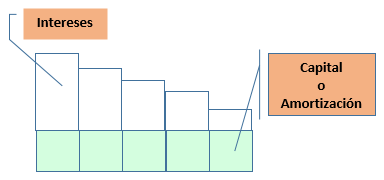 Intereses
Capital
o
Amortización